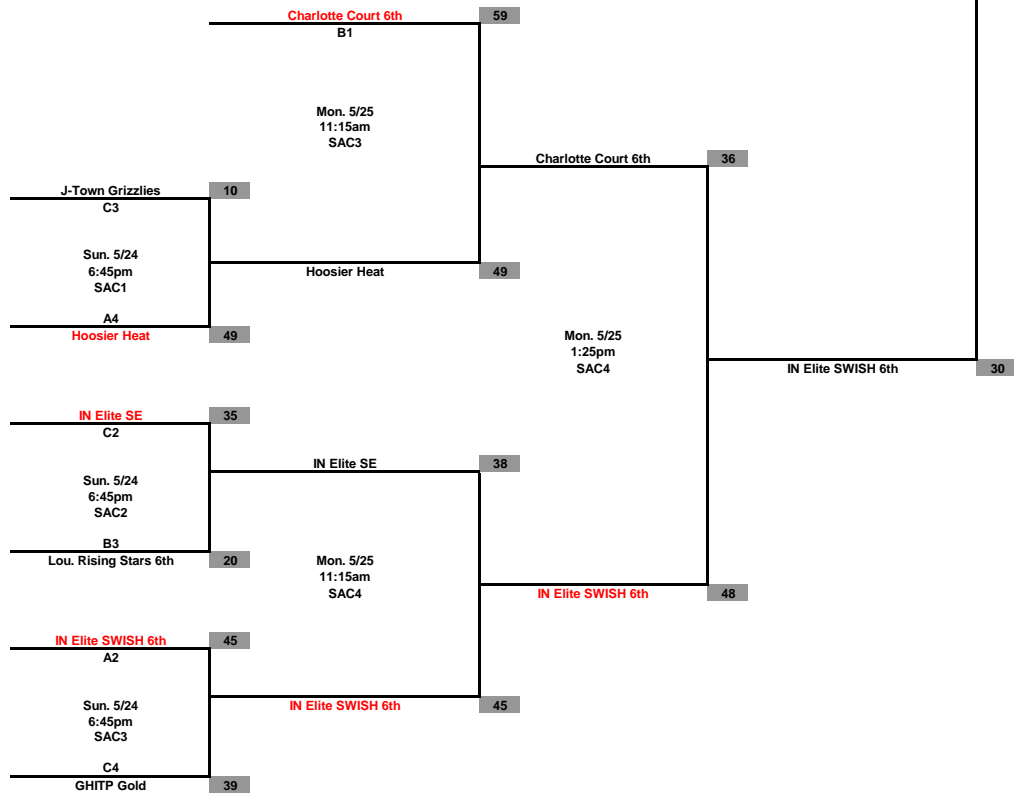 Charlotte Court 6th 59
B1
Mon. 5/25
11:15am
SAC3
Charlotte Court 6th 36
J-Town Grizzlies 10
C3
Sun. 5/24
6:45pm
SAC1
Hoosier Heat 49
A4
Hoosier Heat 49
Mon. 5/25
1:25pm
SAC4
IN Elite SWISH 6th 30
IN Elite SE 35
C2
IN Elite SE 38
Sun. 5/24
6:45pm
SAC2
B3
Lou. Rising Stars 6th 20
Mon. 5/25
11:15am
SAC4
IN Elite SWISH 6th 48
IN Elite SWISH 6th 45
A2
IN Elite SWISH 6th 45
Sun. 5/24
6:45pm
SAC3
C4
GHITP Gold 39